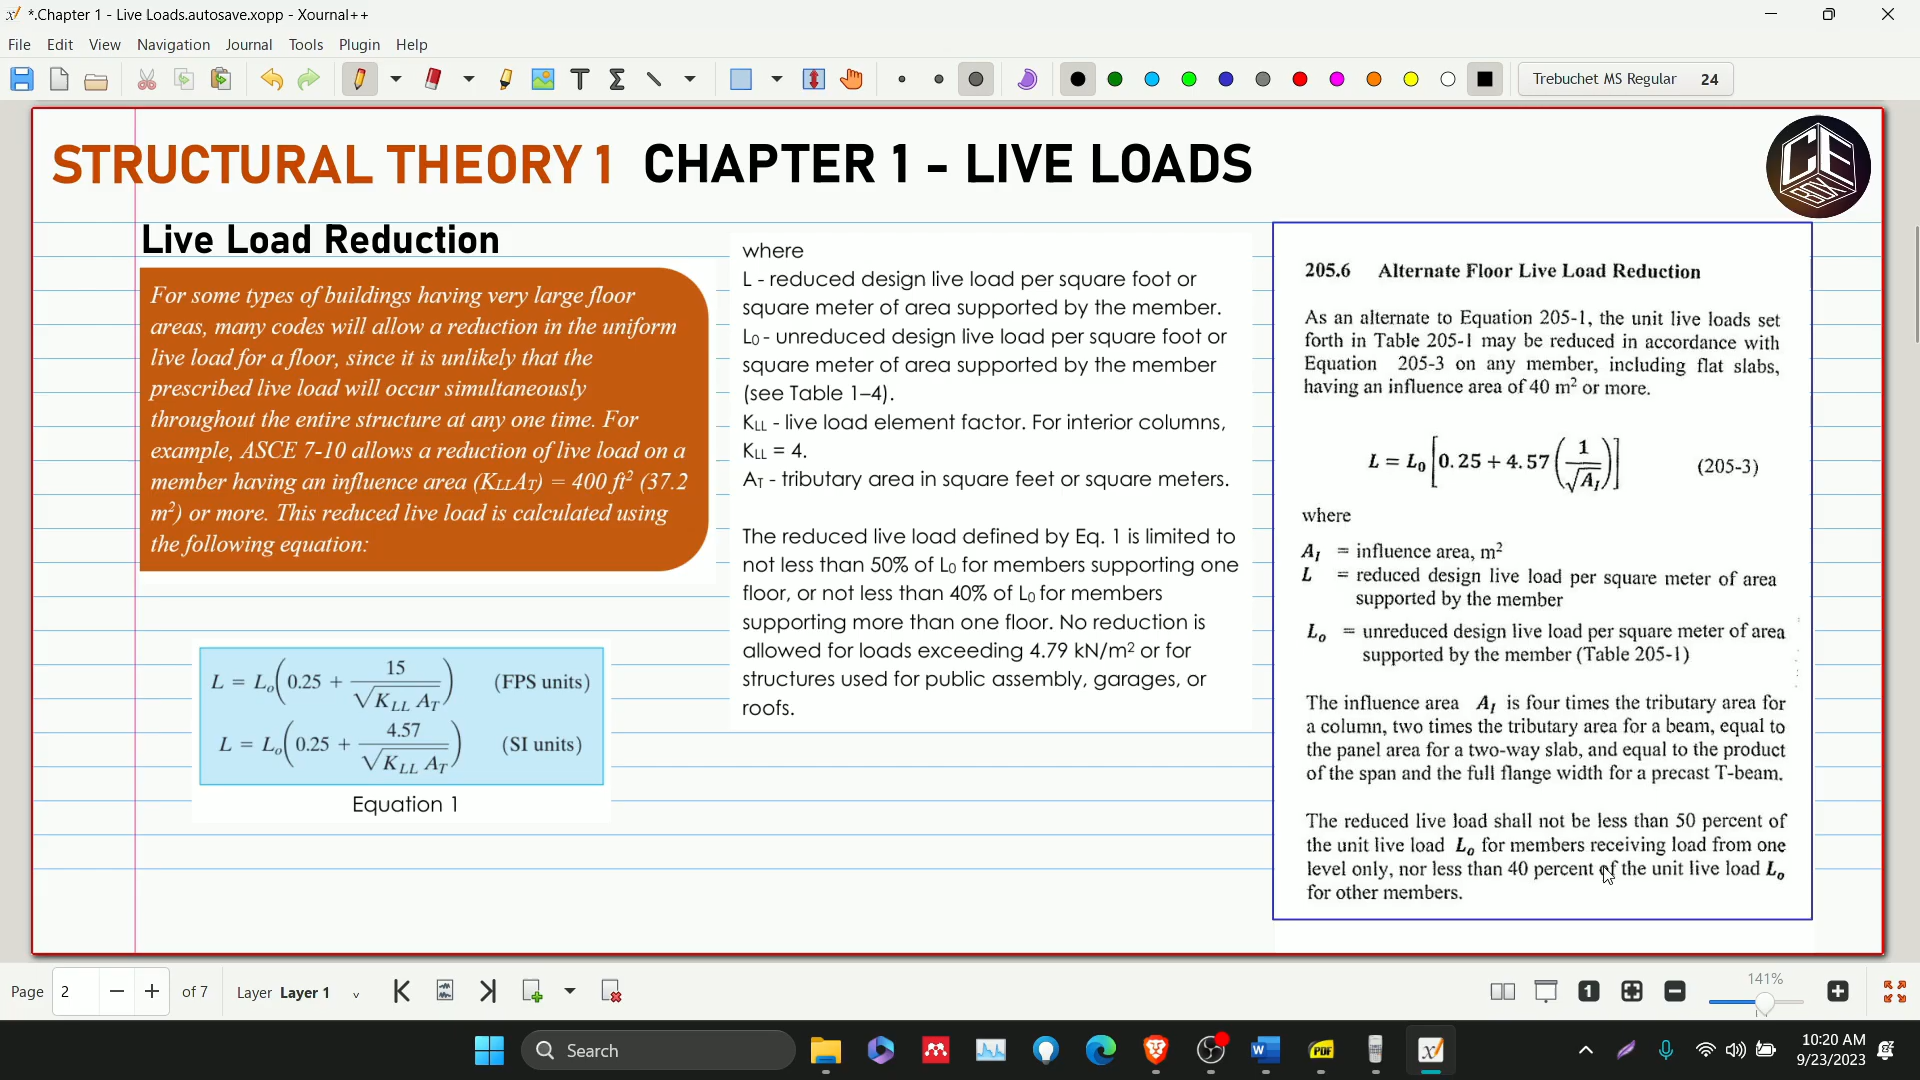 *.Chapter 1 - Live Loads.autosave.xopp - Xournal++
File Edit View Navigation Journal Tools Plugin Help
Trebuchet MS Regular 24
STRUCTURAL THEORY 1 CHAPTER 1 - LIVE LOADS
CE BOX
Live Load Reduction
For some types of buildings having very large floor
areas, many codes will allow a reduction in the uniform
live load for a floor, since it is unlikely that the
prescribed live load will occur simultaneously
throughout the entire structure at any one time. For
example, ASCE 7-10 allows a reduction of live load on a
member having an influence area (KLLAT) = 400 ft² (37.2
m²) or more. This reduced live load is calculated using
the following equation:
L = Lo(0.25 + 15/√KLL AT) (FPS units)
L = Lo(0.25 + 4.57/√KLL AT) (SI units)
Equation 1
where
L - reduced design live load per square foot or
square meter of area supported by the member.
L0 - unreduced design live load per square foot or
square meter of area supported by the member
(see Table 1–4).
KLL - live load element factor. For interior columns,
KLL = 4.
AT - tributary area in square feet or square meters.
The reduced live load defined by Eq. 1 is limited to
not less than 50% of L0 for members supporting one
floor, or not less than 40% of L0 for members
supporting more than one floor. No reduction is
allowed for loads exceeding 4.79 kN/m² or for
structures used for public assembly, garages, or
roofs.
205.6 Alternate Floor Live Load Reduction
As an alternate to Equation 205-1, the unit live loads set
forth in Table 205-1 may be reduced in accordance with
Equation 205-3 on any member, including flat slabs,
having an influence area of 40 m² or more.
L = L0[0.25 + 4.57(1/√AI)] (205-3)
where
AI = influence area, m²
L = reduced design live load per square meter of area
supported by the member
Lo = unreduced design live load per square meter of area
supported by the member (Table 205-1)
The influence area AI is four times the tributary area for
a column, two times the tributary area for a beam, equal to
the panel area for a two-way slab, and equal to the product
of the span and the full flange width for a precast T-beam.
The reduced live load shall not be less than 50 percent of
the unit live load Lo for members receiving load from one
level only, nor less than 40 percent of the unit live load Lo
for other members.
Page 2 of 7 Layer Layer 1 1 141%
Search
W PDF
10:20 AM
9/23/2023